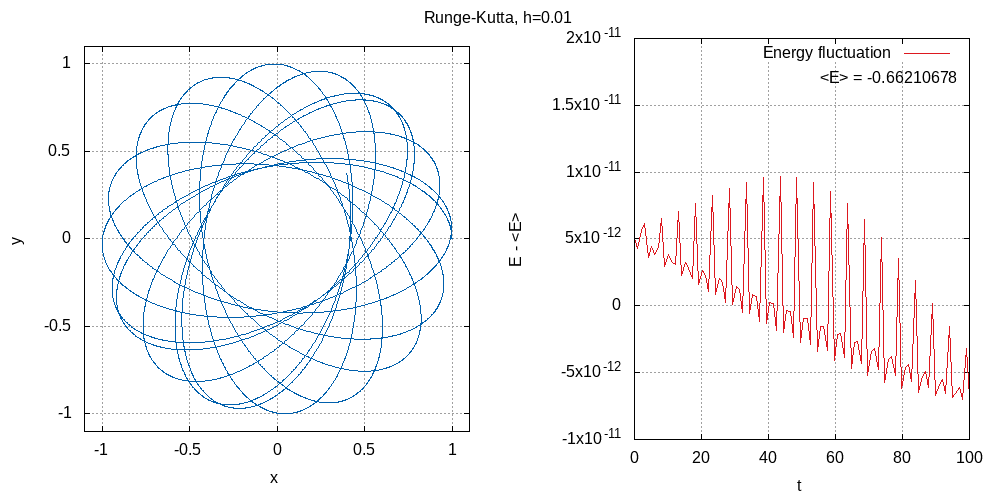 Runge-Kutta, h=0.01
1
0.5
0
-0.5
-1
y
-1
-0.5
0
0.5
1
x
2x10^-11
1.5x10^-11
1x10^-11
5x10^-12
0
-5x10^-12
-1x10^-11
E - <E>
Energy fluctuation
<E> = -0.66210678
0
20
40
60
80
100
t